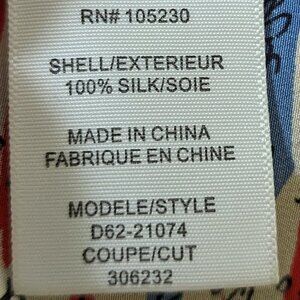 RN# 105230
SHELL/EXTERIEUR
100% SILK/SOIE
MADE IN CHINA
FABRIQUE EN CHINE
MODELE/STYLE
D62-21074
COUPE/CUT
306232